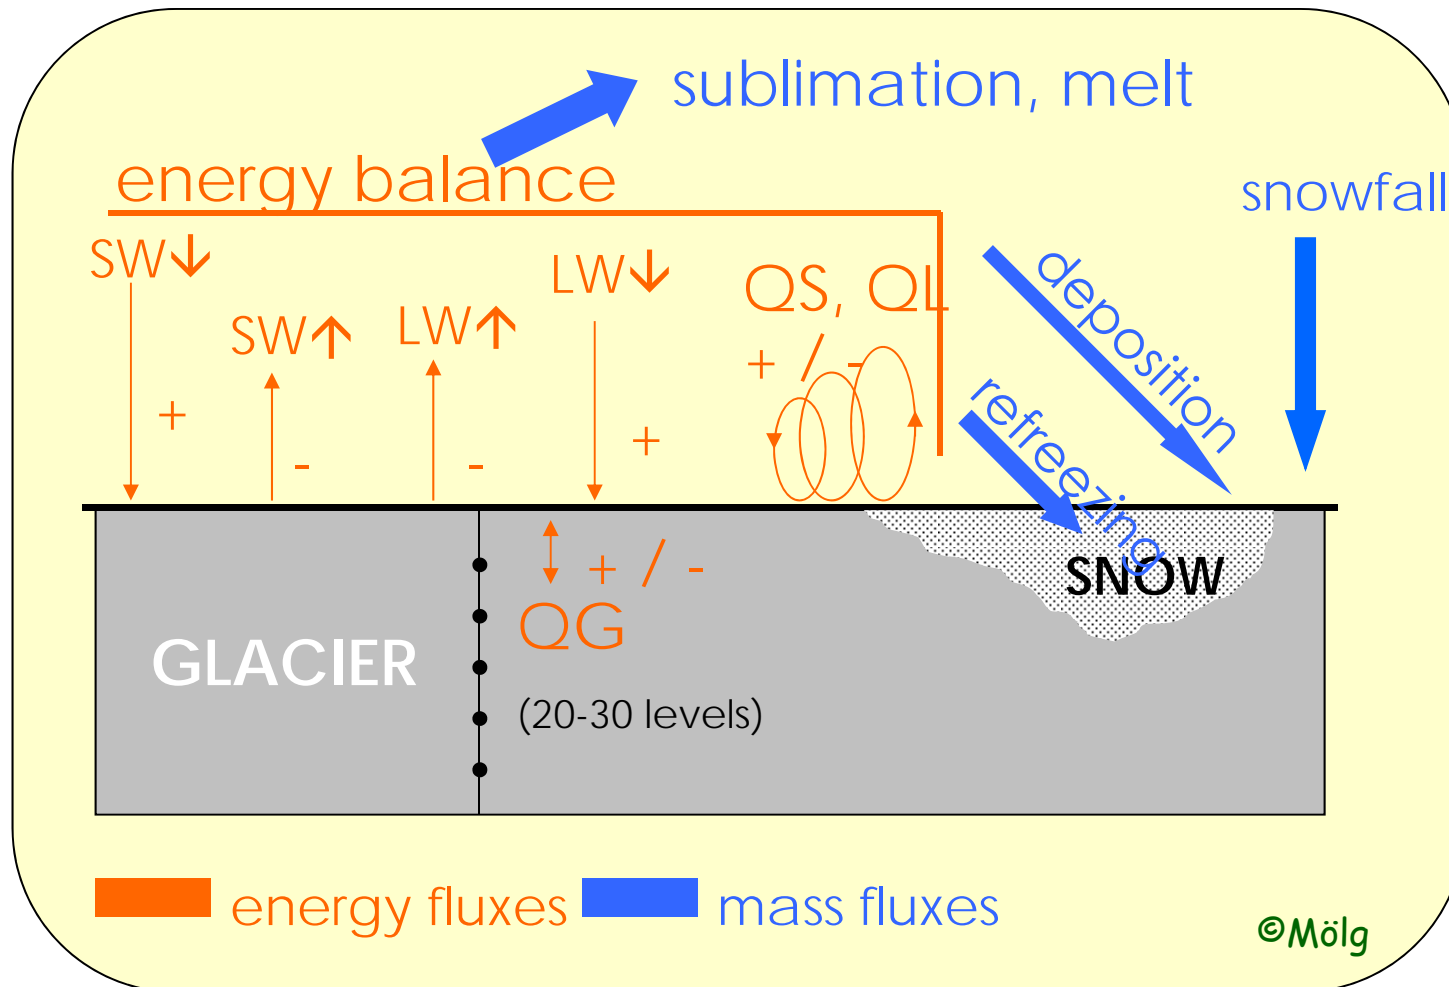 sublimation, melt
energy balance
snowfall
SW↓
SW↑
LW↑
LW↓
QS, QL
+ / -
deposition
refreezing
+
-
-
+
+ / -
QG
SNOW
GLACIER
(20-30 levels)
energy fluxes
mass fluxes
©Mölg